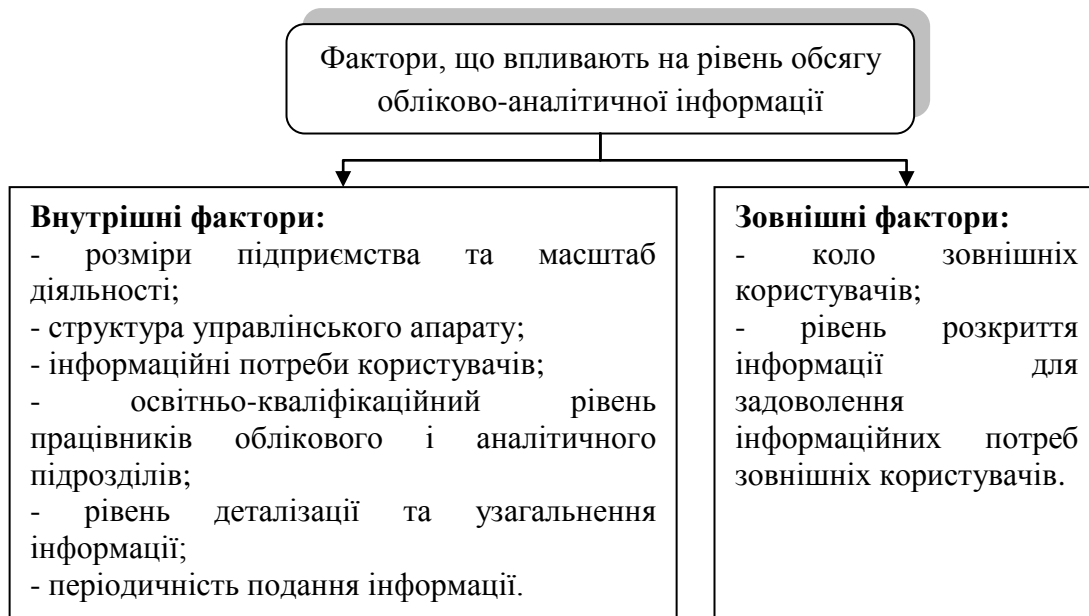 Фактори, що впливають на рівень обсягу
обліково-аналітичної інформації
Внутрішні фактори:
- розміри підприємства та масштаб
діяльності;
- структура управлінського апарату;
- інформаційні потреби користувачів;
- освітньо-кваліфікаційний рівень
працівників облікового і аналітичного
підрозділів;
- рівень деталізації та узагальнення
інформації;
- періодичність подання інформації.
Зовнішні фактори:
- коло зовнішніх
користувачів;
- рівень розкриття
інформації для
задоволення
інформаційних потреб
зовнішніх користувачів.